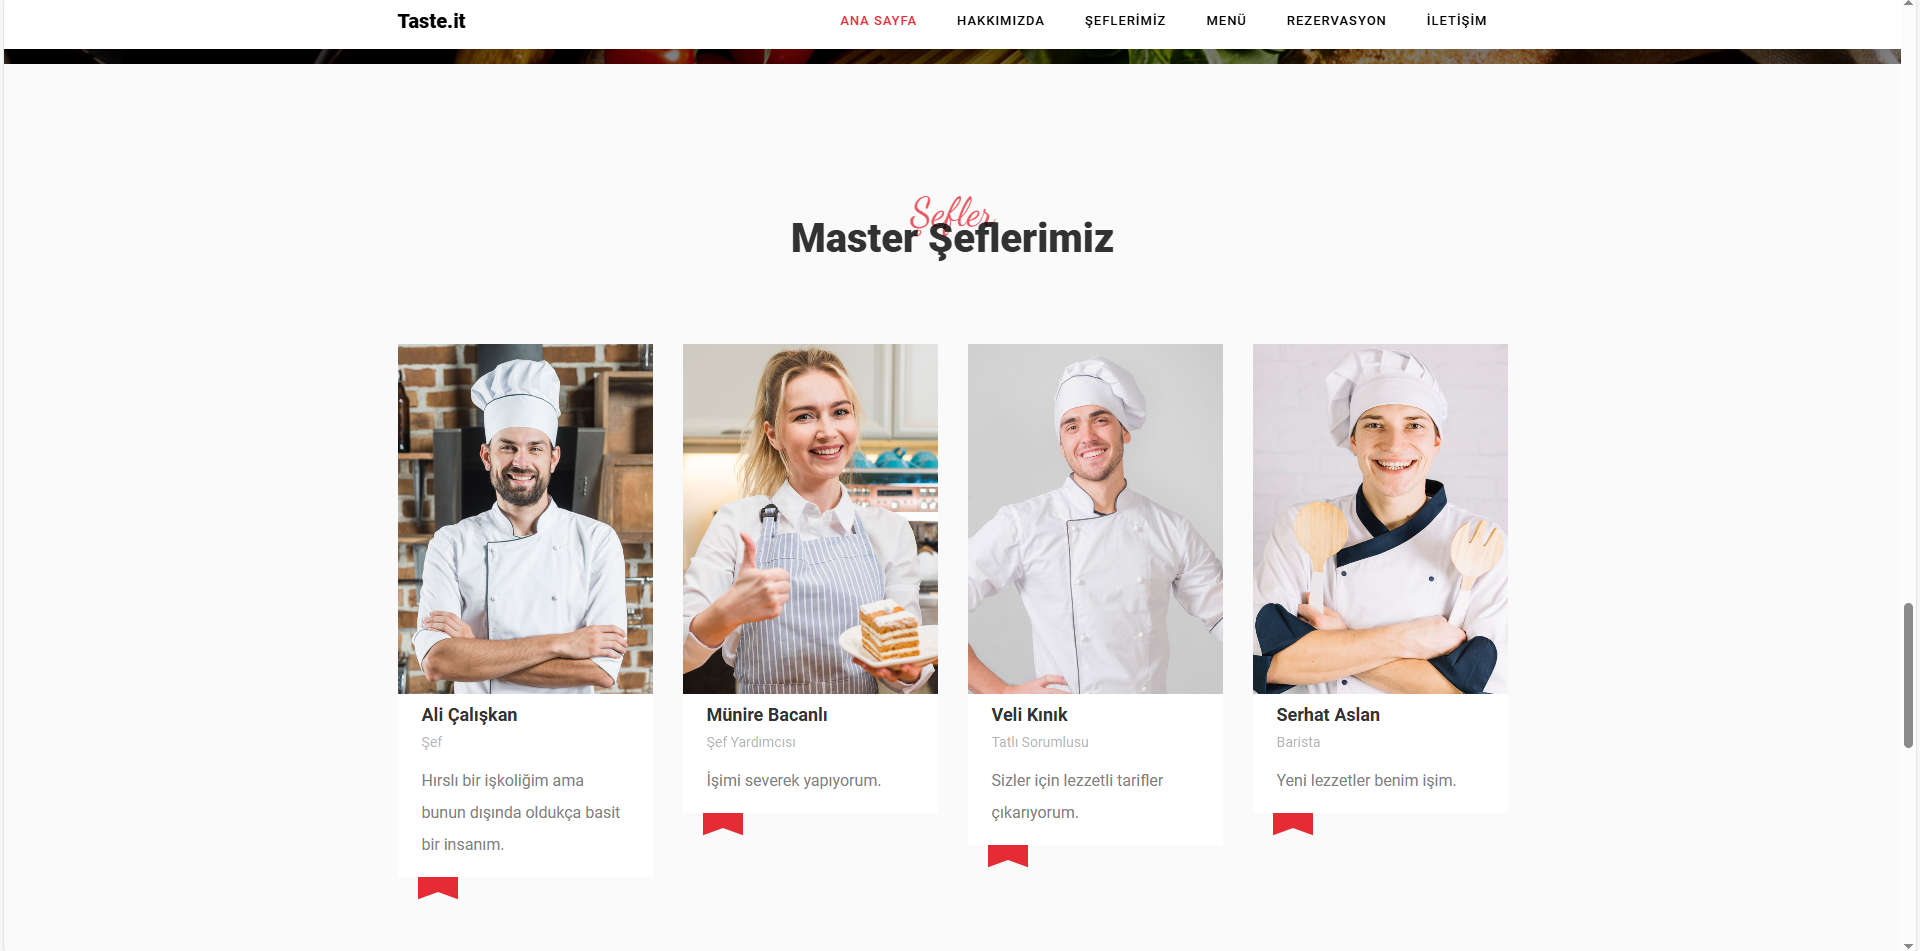 Taste.it
ANA SAYFA HAKKIMIZDA ŞEFLERİMİZ MENÜ REZERVASYON İLETİŞİM
Şefler
Master Şeflerimiz
Ali Çalışkan
Şef
Hırslı bir işkoliğim ama
bunun dışında oldukça basit
bir insanım.
Münire Bacanlı
Şef Yardımcısı
İşimi severek yapıyorum.
Veli Kınık
Tatlı Sorumlusu
Sizler için lezzetli tarifler
çıkarıyorum.
Serhat Aslan
Barista
Yeni lezzetler benim işim.